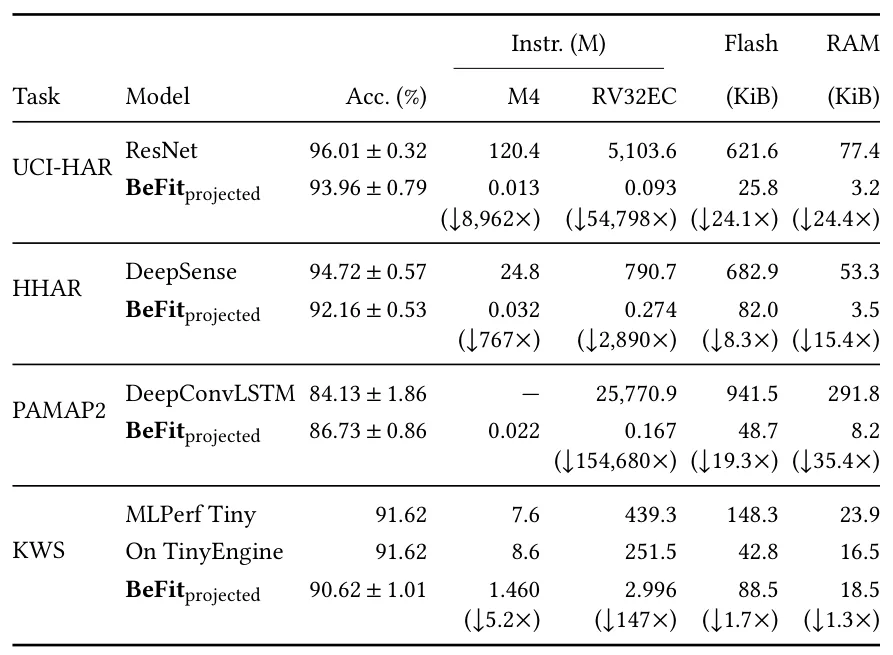 Instr. (M) Flash RAM
Task Model Acc. (%) M4 RV32EC (KiB) (KiB)
UCI-HAR ResNet 96.01 ± 0.32 120.4 5,103.6 621.6 77.4
BeFitprojected 93.96 ± 0.79 0.013 0.093 25.8 3.2
(↓8,962×) (↓54,798×) (↓24.1×) (↓24.4×)
HHAR DeepSense 94.72 ± 0.57 24.8 790.7 682.9 53.3
BeFitprojected 92.16 ± 0.53 0.032 0.274 82.0 3.5
(↓767×) (↓2,890×) (↓8.3×) (↓15.4×)
PAMAP2 DeepConvLSTM 84.13 ± 1.86 — 25,770.9 941.5 291.8
BeFitprojected 86.73 ± 0.86 0.022 0.167 48.7 8.2
(↓154,680×) (↓19.3×) (↓35.4×)
MLPerf Tiny 91.62 7.6 439.3 148.3 23.9
KWS On TinyEngine 91.62 8.6 251.5 42.8 16.5
BeFitprojected 90.62 ± 1.01 1.460 2.996 88.5 18.5
(↓5.2×) (↓147×) (↓1.7×) (↓1.3×)